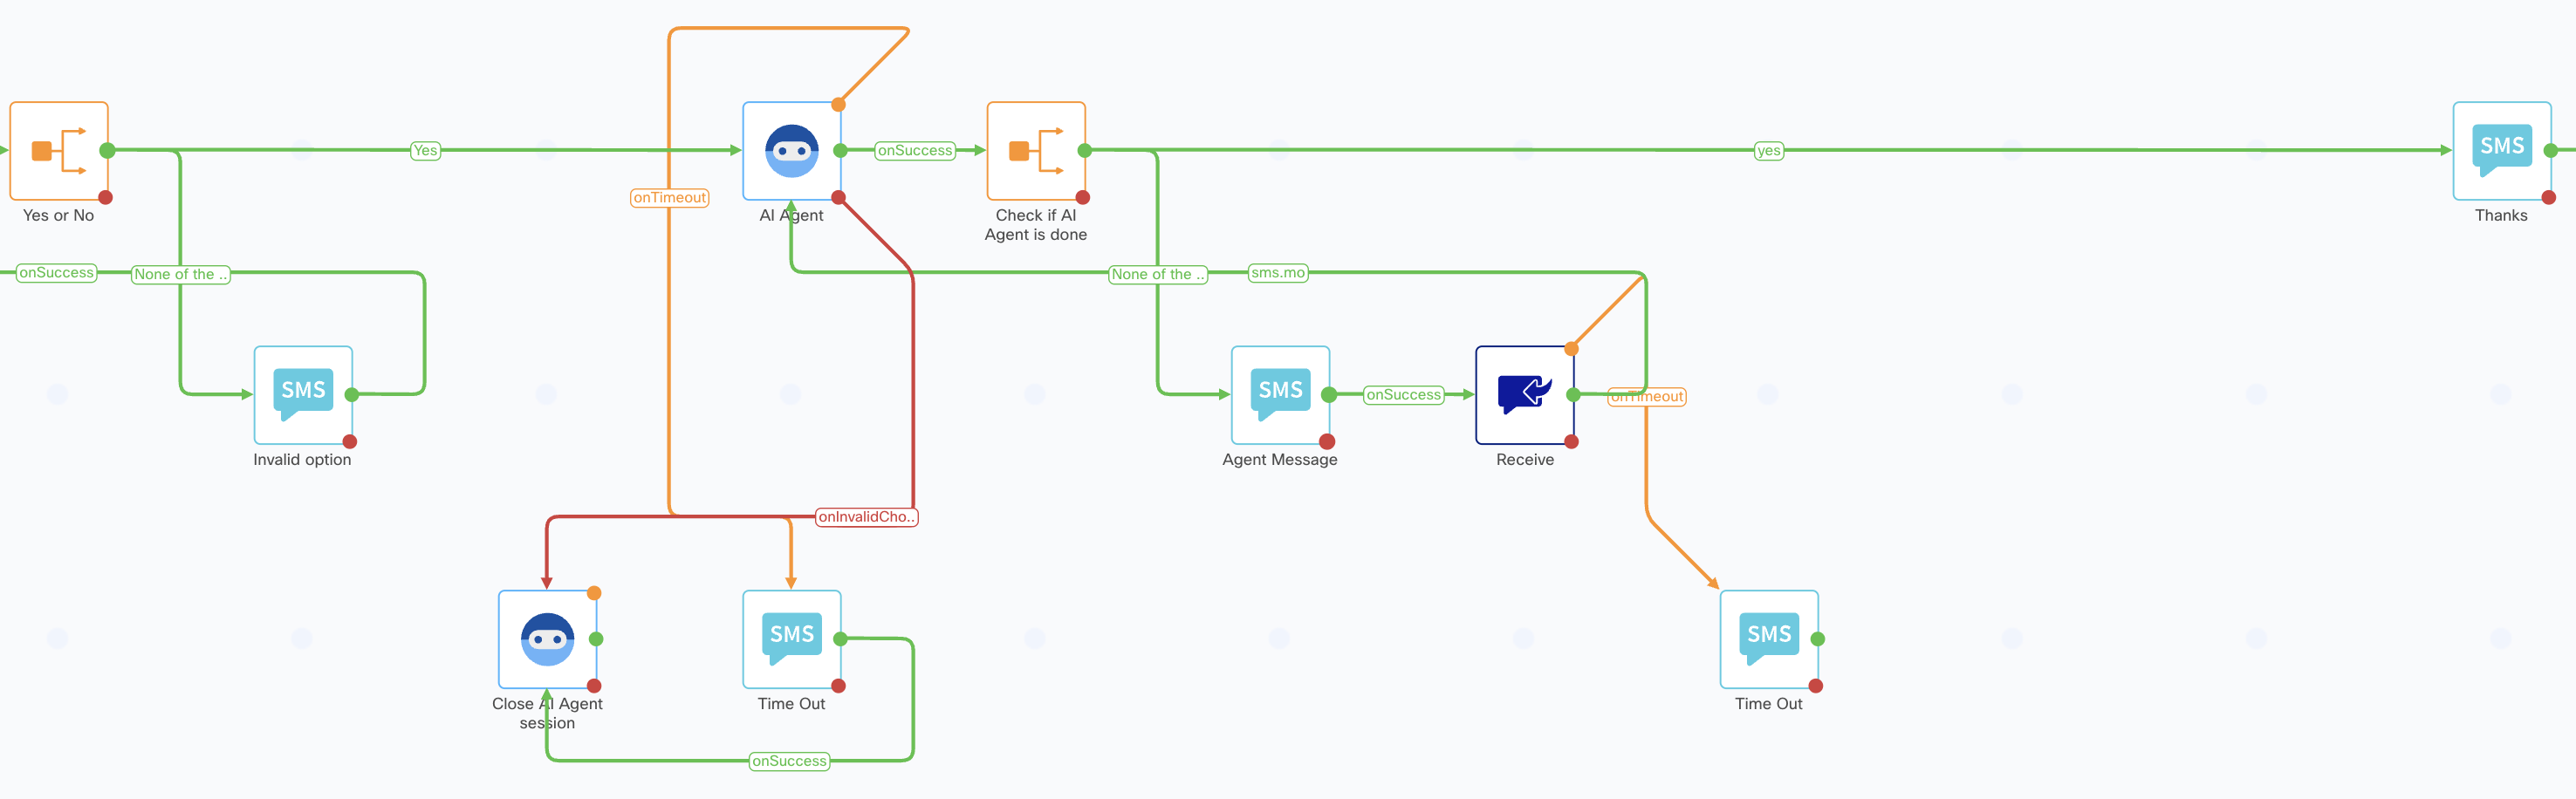 Yes
onSuccess
yes
SMS
onTimeout
Yes or No
AI Agent
Check if AI
Agent is done
Thanks
onSuccess
None of the ..
None of the ..
sms.mo
SMS
SMS
onSuccess
onTimeout
Invalid option
Agent Message
Receive
onInvalidCho..
SMS
SMS
Close AI Agent
session
Time Out
Time Out
onSuccess